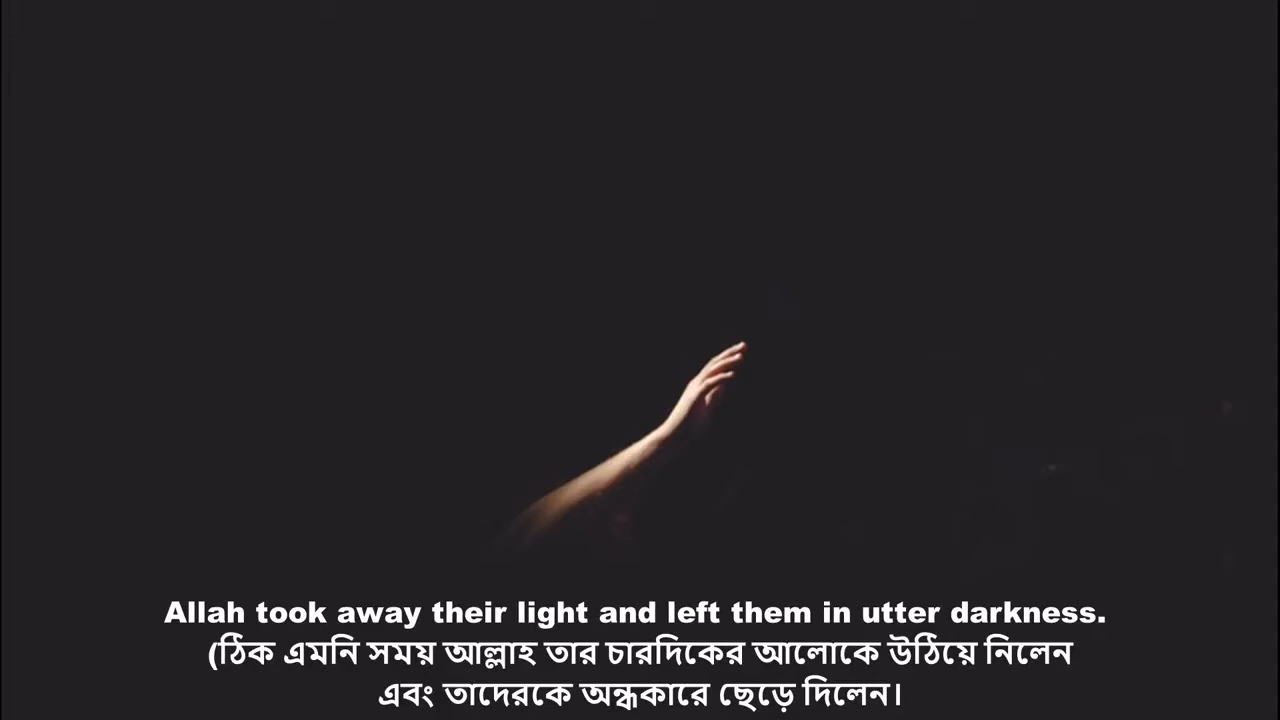 Allah took away their light and left them in utter darkness.
(ঠিক এমনি সময় আল্লাহ তার চারদিকের আলোকে উঠিয়ে নিলেন
এবং তাদেরকে অন্ধকারে ছেড়ে দিলেন।